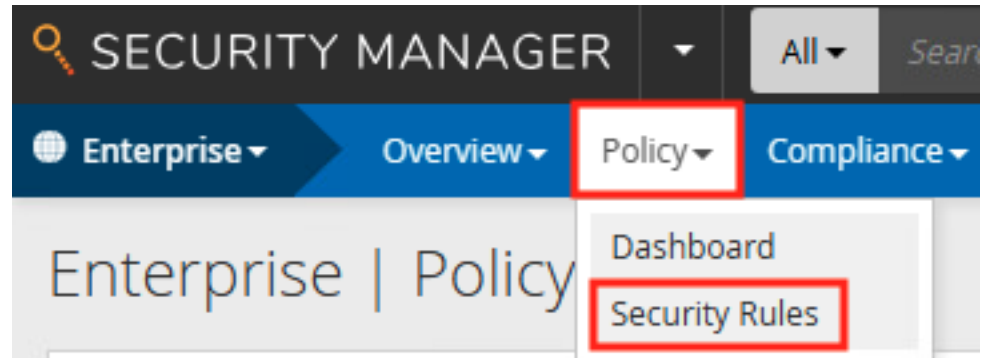 SECURITY MANAGER All
Enterprise Overview Policy Compliance
Dashboard
Enterprise | Policy
Security Rules